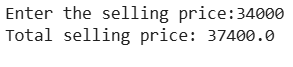 Enter the selling price:34000
Total selling price: 37400.0